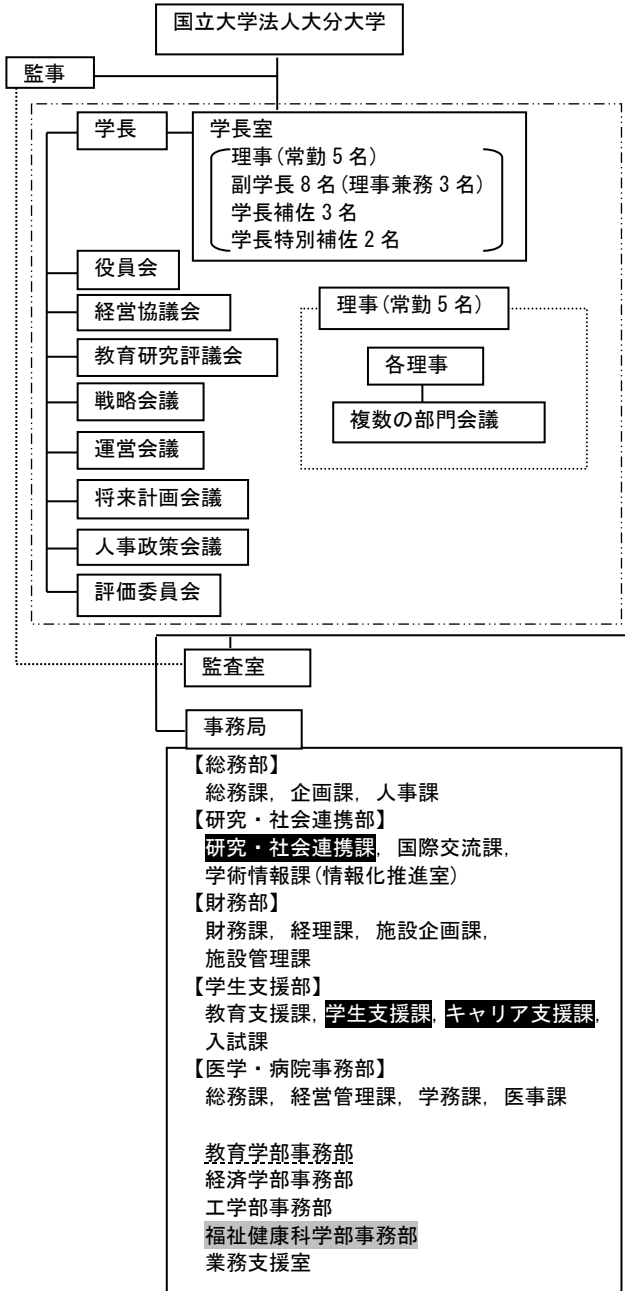 国立大学法人大分大学
監事
学長
学長室
理事(常勤5名)
副学長8名(理事兼務3名)
学長補佐3名
学長特別補佐2名
役員会
経営協議会
教育研究評議会
戦略会議
運営会議
将来計画会議
人事政策会議
評価委員会
理事(常勤5名)
各理事
複数の部門会議
監査室
事務局
【総務部】
総務課, 企画課, 人事課
【研究・社会連携部】
研究・社会連携課, 国際交流課,
学術情報課(情報化推進室)
【財務部】
財務課, 経理課, 施設企画課,
施設管理課
【学生支援部】
教育支援課, 学生支援課, キャリア支援課,
入試課
【医学・病院事務部】
総務課, 経営管理課, 学務課, 医事課
教育学部事務部
経済学部事務部
工学部事務部
福祉健康科学部事務部
業務支援室